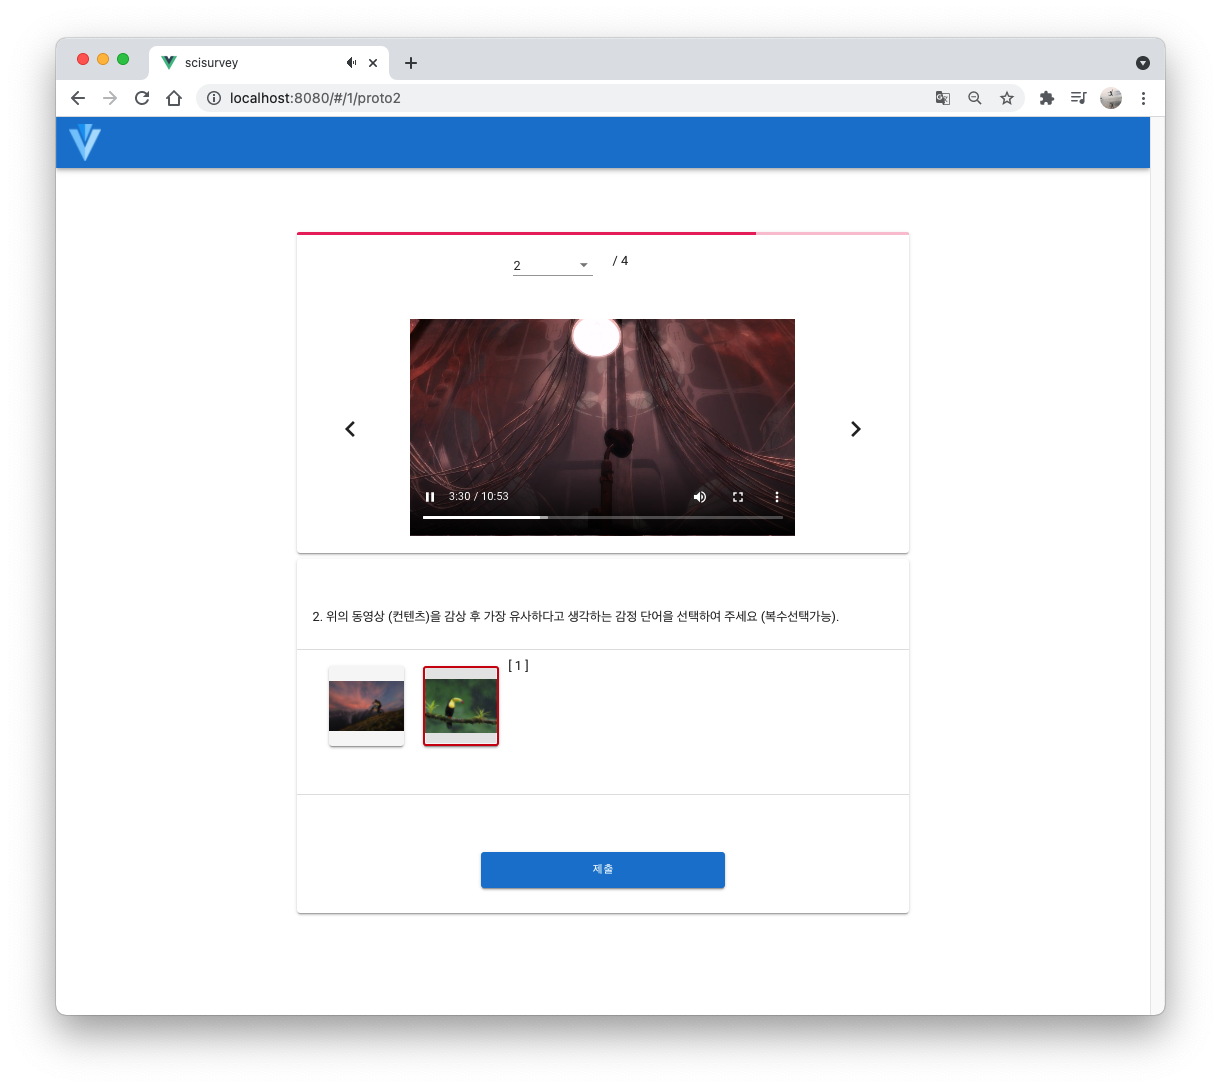 scisurvey
localhost:8080/#/1/proto2
2
/ 4
3:30 / 10:53
2. 위의 동영상 (컨텐츠)을 감상 후 가장 유사하다고 생각하는 감정 단어을 선택하여 주세요 (복수선택가능).
[ 1 ]
제출